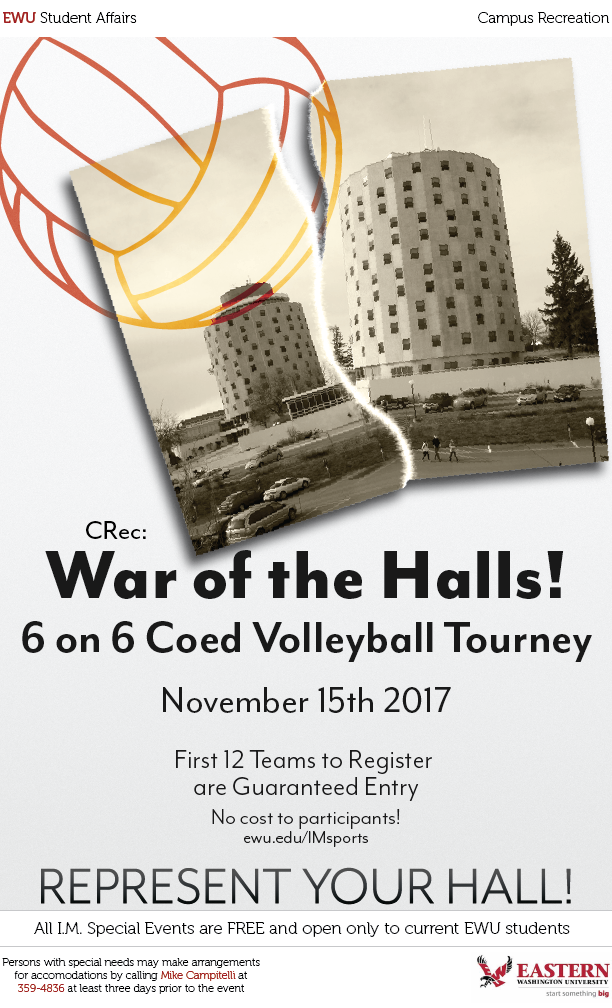 EWU Student Affairs
Campus Recreation
CRec:
War of the Halls!
6 on 6 Coed Volleyball Tourney
November 15th 2017
First 12 Teams to Register
are Guaranteed Entry
No cost to participants!
ewu.edu/IMsports
REPRESENT YOUR HALL!
All I.M. Special Events are FREE and open only to current EWU students
Persons with special needs may make arrangements
for accomodations by calling Mike Campitelli at
359-4836 at least three days prior to the event
EASTERN
WASHINGTON UNIVERSITY
start something big